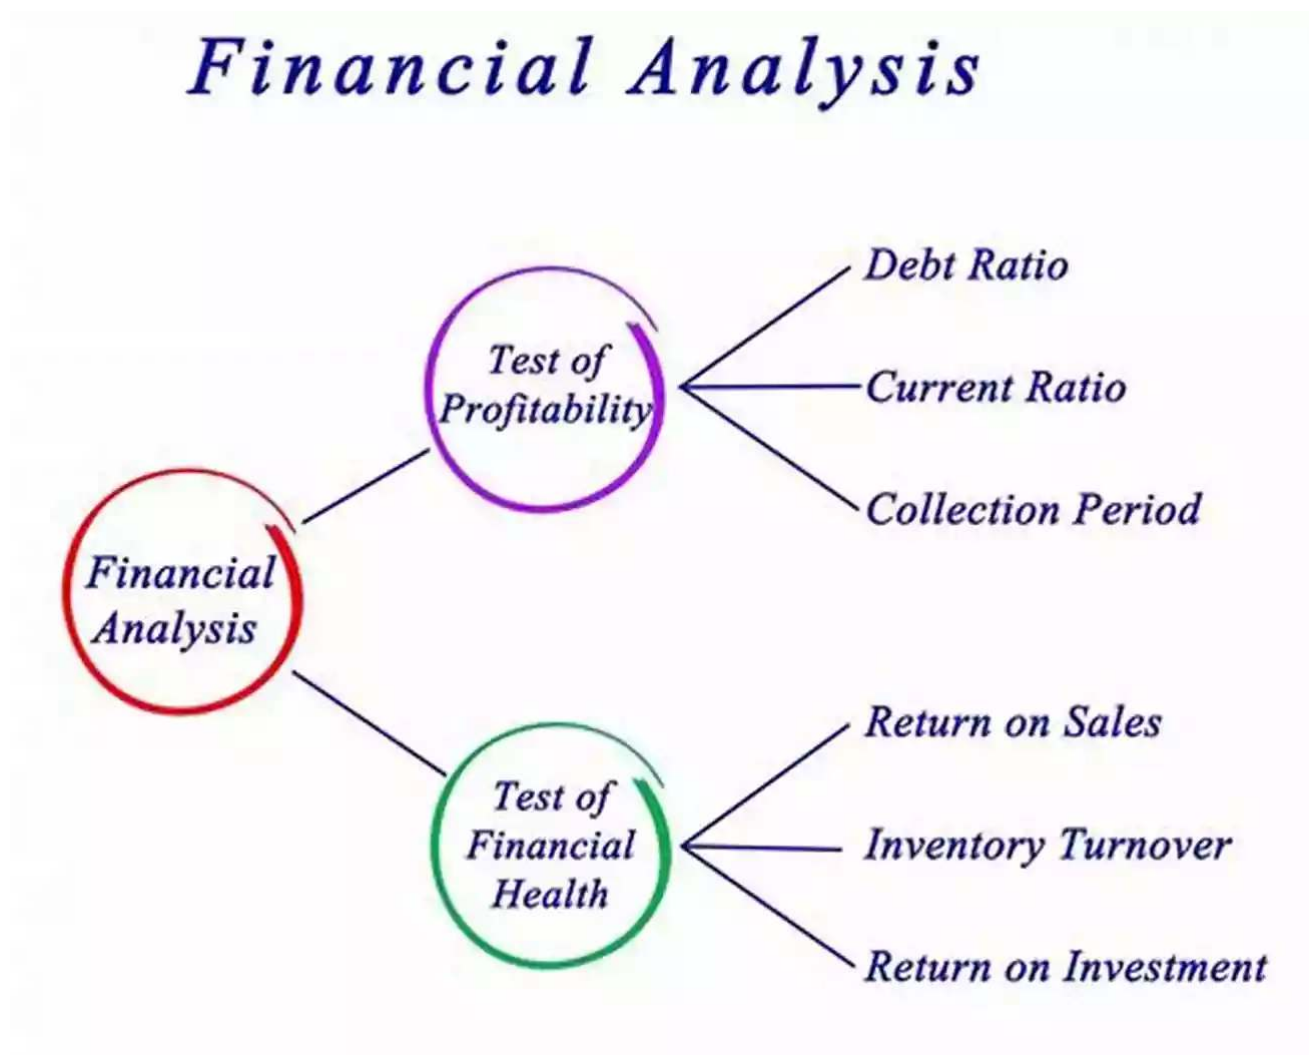 Financial Analysis
Financial
Analysis
Test of
Profitability
Debt Ratio
Current Ratio
Collection Period
Test of
Financial
Health
Return on Sales
Inventory Turnover
Return on Investment